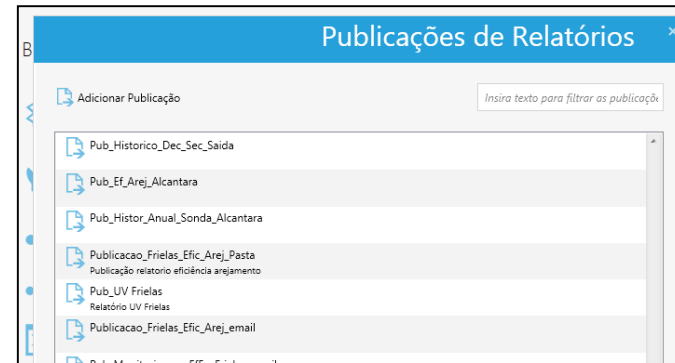 Publicações de Relatórios
B
Adicionar Publicação
Insira texto para filtrar as publicaçõe
Pub_Historico_Dec_Sec_Saida
Pub_Ef_Arej_Alcantara
Pub_Histor_Anual_Sonda_Alcantara
Publicacao_Frielas_Efic_Arej_Pasta
Publicação relatorio eficiência arejamento
Pub_UV Frielas
Relatório UV Frielas
Publicacao_Frielas_Efic_Arej_email